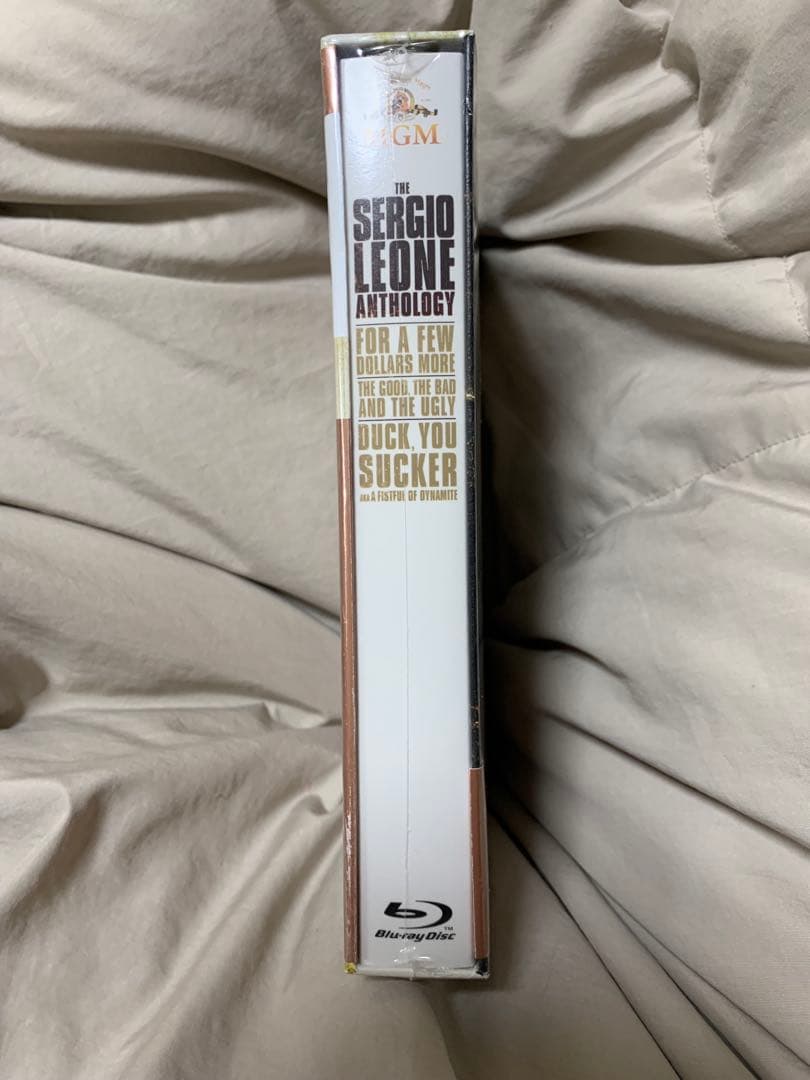 MGM
THE
SERGIO
LEONE
ANTHOLOGY
FOR A FEW
DOLLARS MORE
THE GOOD, THE BAD
AND THE UGLY
DUCK, YOU
SUCKER
AKA A FISTFUL OF DYNAMITE
Blu-ray Disc
TM